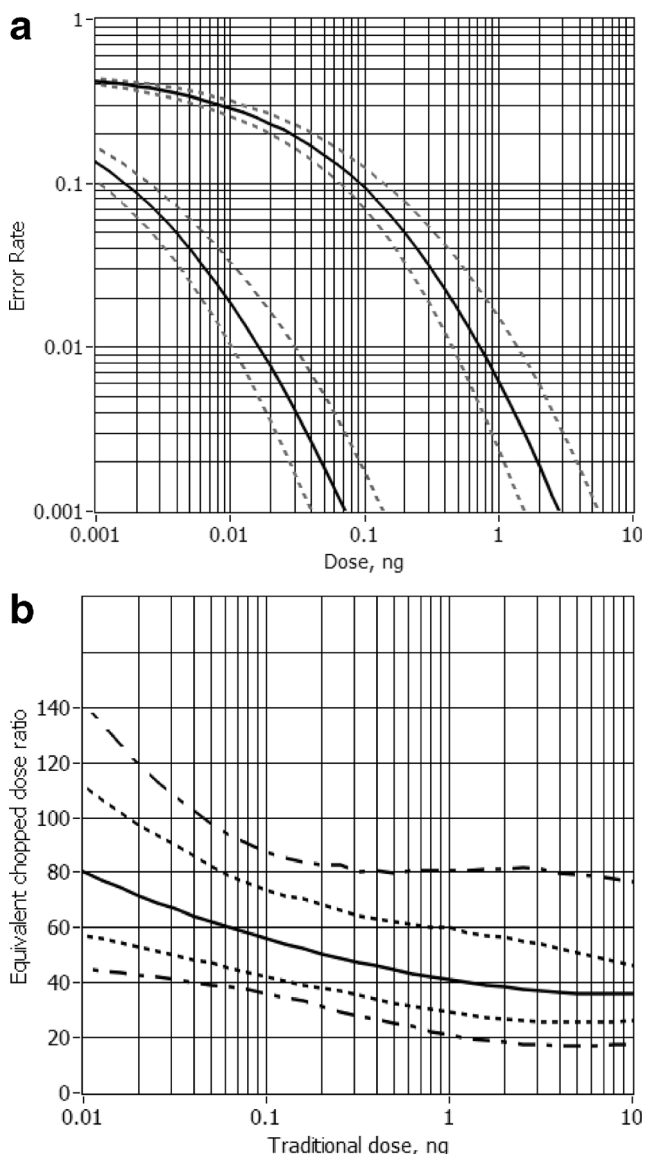 a
1
0.1
0.01
0.001
Error Rate
0.001 0.01 0.1 1 10
Dose, ng
b
140
120
100
80
60
40
20
0
Equivalent chopped dose ratio
0.01 0.1 1 10
Traditional dose, ng